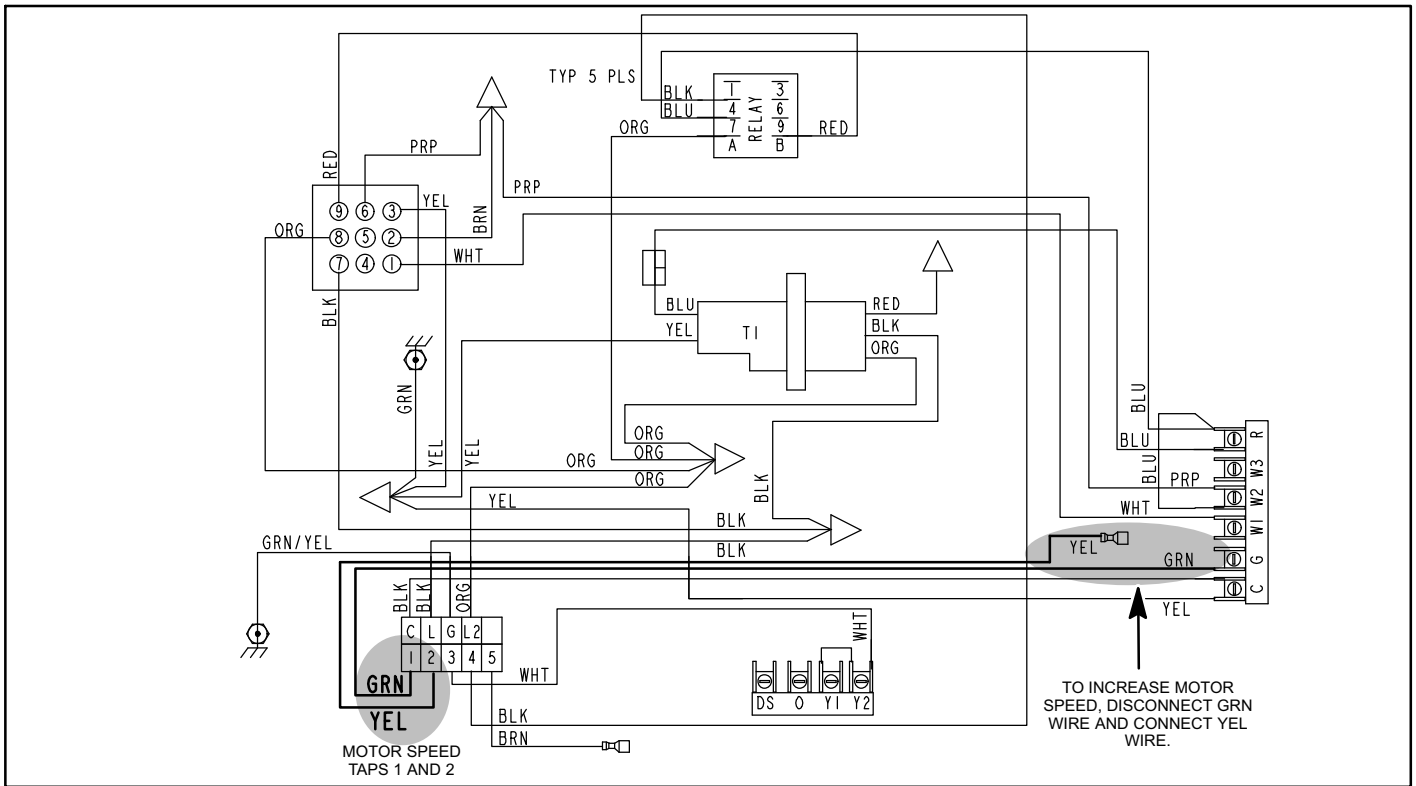 TYP 5 PLS
BLK
BLU
ORG
1 3
4 6
7 9
A B
RELAY
RED
RED
PRP
YEL
BRN
PRP
ORG
9 6 3
8 5 2
7 4 1
WHT
BLK
BLU
YEL
T1
RED
BLK
ORG
GRN
YEL
YEL
ORG
ORG
ORG
ORG
YEL
BLK
BLK
BLK
BLU
BLU
BLU
PRP
WHT
YEL
GRN
YEL
R
W3
W2
W1
G
C
GRN/YEL
BLK
BLK
ORG
C L G L2
1 2 3 4 5
GRN
YEL
WHT
BLK
BRN
WHT
DS O Y1 Y2
MOTOR SPEED
TAPS 1 AND 2
TO INCREASE MOTOR
SPEED, DISCONNECT GRN
WIRE AND CONNECT YEL
WIRE.